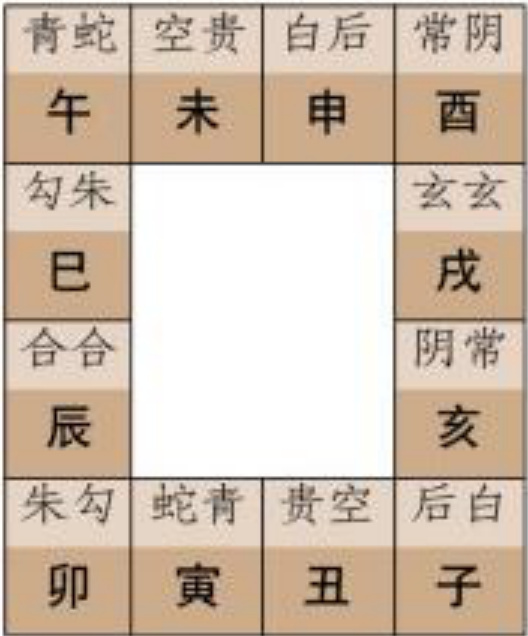 青蛇 空贵 白后 常阴
午 未 申 酉
勾朱 玄玄
巳 戌
合合 阴常
辰 亥
朱勾 蛇青 贵空 后白
卯 寅 丑 子